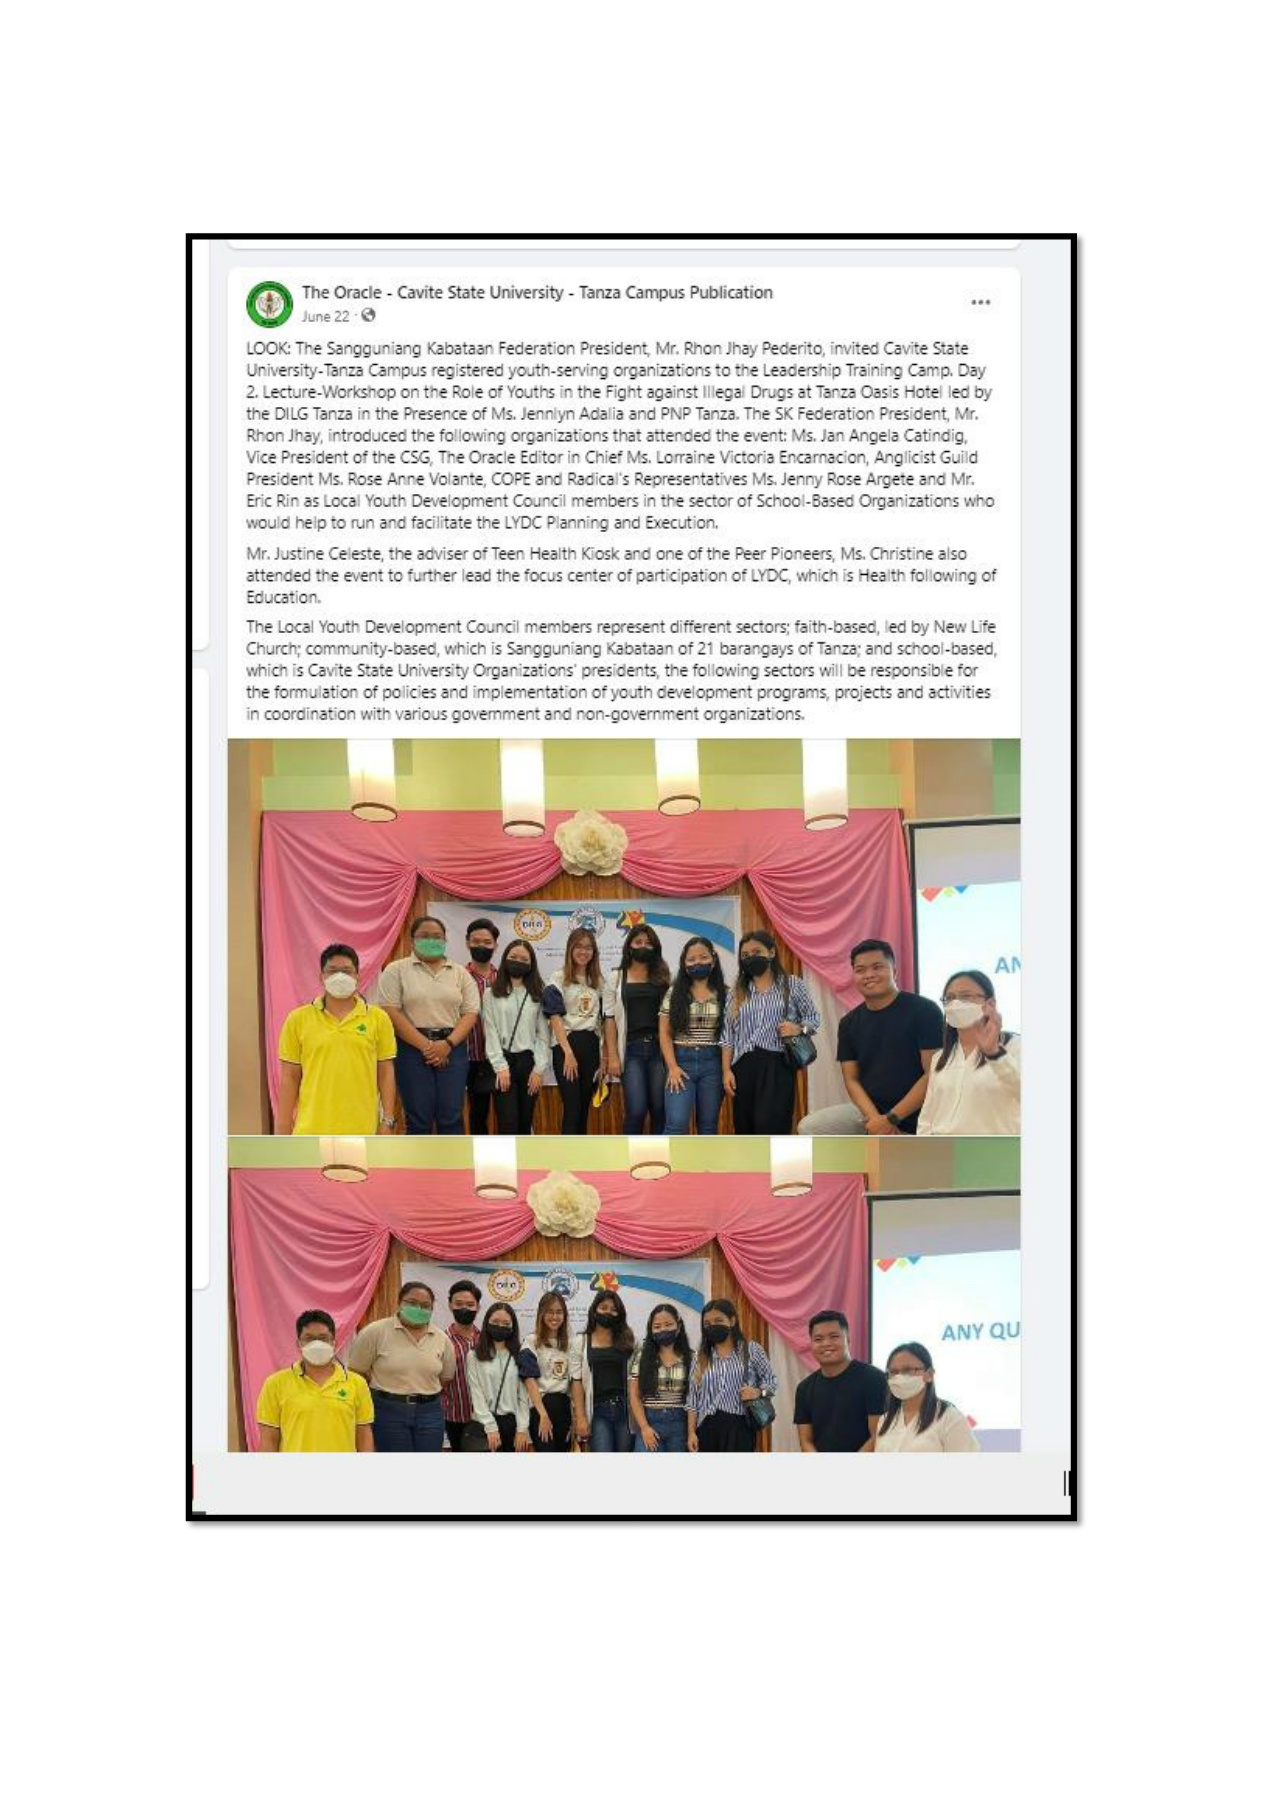 The Oracle - Cavite State University - Tanza Campus Publication
June 22 ·
LOOK: The Sangguniang Kabataan Federation President, Mr. Rhon Jhay Pederito, invited Cavite State
University-Tanza Campus registered youth-serving organizations to the Leadership Training Camp. Day
2. Lecture-Workshop on the Role of Youths in the Fight against Illegal Drugs at Tanza Oasis Hotel led by
the DILG Tanza in the Presence of Ms. Jennlyn Adalia and PNP Tanza. The SK Federation President, Mr.
Rhon Jhay, introduced the following organizations that attended the event: Ms. Jan Angela Catindig,
Vice President of the CSG, The Oracle Editor in Chief Ms. Lorraine Victoria Encarnacion, Anglicist Guild
President Ms. Rose Anne Volante, COPE and Radical's Representatives Ms. Jenny Rose Argete and Mr.
Eric Rin as Local Youth Development Council members in the sector of School-Based Organizations who
would help to run and facilitate the LYDC Planning and Execution.
Mr. Justine Celeste, the adviser of Teen Health Kiosk and one of the Peer Pioneers, Ms. Christine also
attended the event to further lead the focus center of participation of LYDC, which is Health following of
Education.
The Local Youth Development Council members represent different sectors; faith-based, led by New Life
Church; community-based, which is Sangguniang Kabataan of 21 barangays of Tanza; and school-based,
which is Cavite State University Organizations' presidents, the following sectors will be responsible for
the formulation of policies and implementation of youth development programs, projects and activities
in coordination with various government and non-government organizations.
DILG
AN
DILG
ANY QU